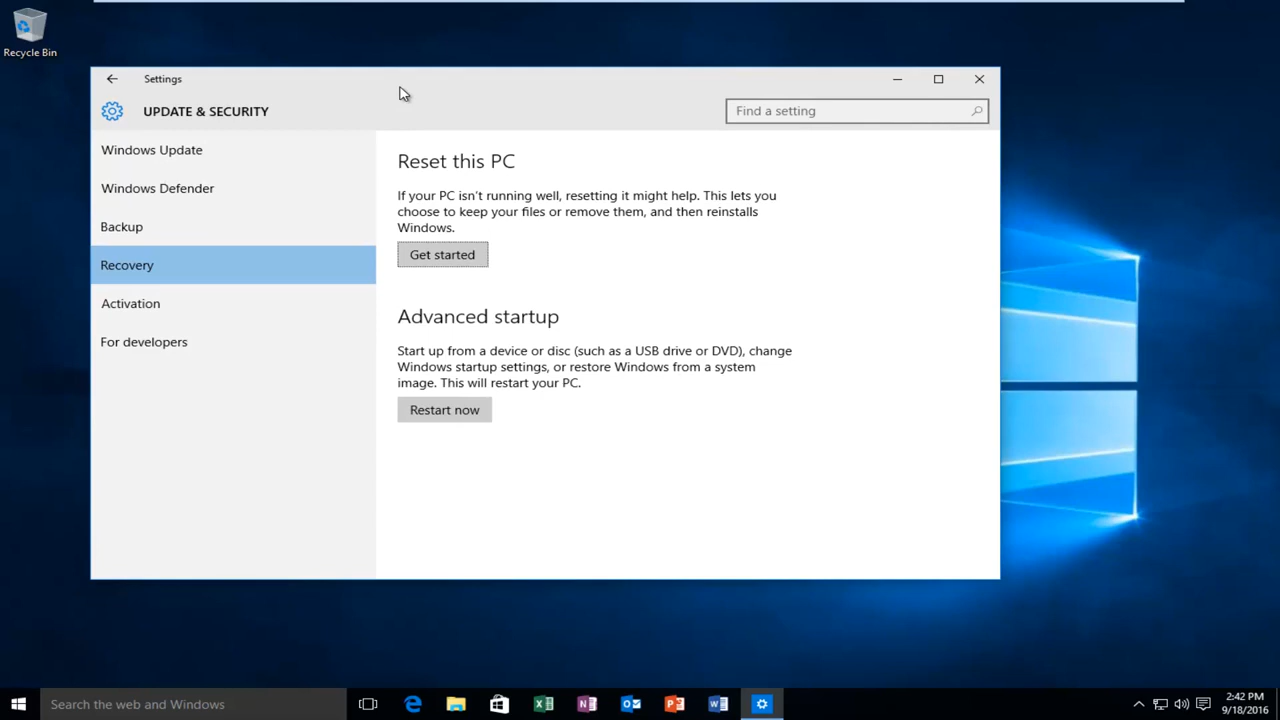 Recycle Bin
Settings
UPDATE & SECURITY
Find a setting
Windows Update
Windows Defender
Backup
Recovery
Activation
For developers
Reset this PC
If your PC isn't running well, resetting it might help. This lets you
choose to keep your files or remove them, and then reinstalls
Windows.
Get started
Advanced startup
Start up from a device or disc (such as a USB drive or DVD), change
Windows startup settings, or restore Windows from a system
image. This will restart your PC.
Restart now
Search the web and Windows
2:42 PM
9/18/2016